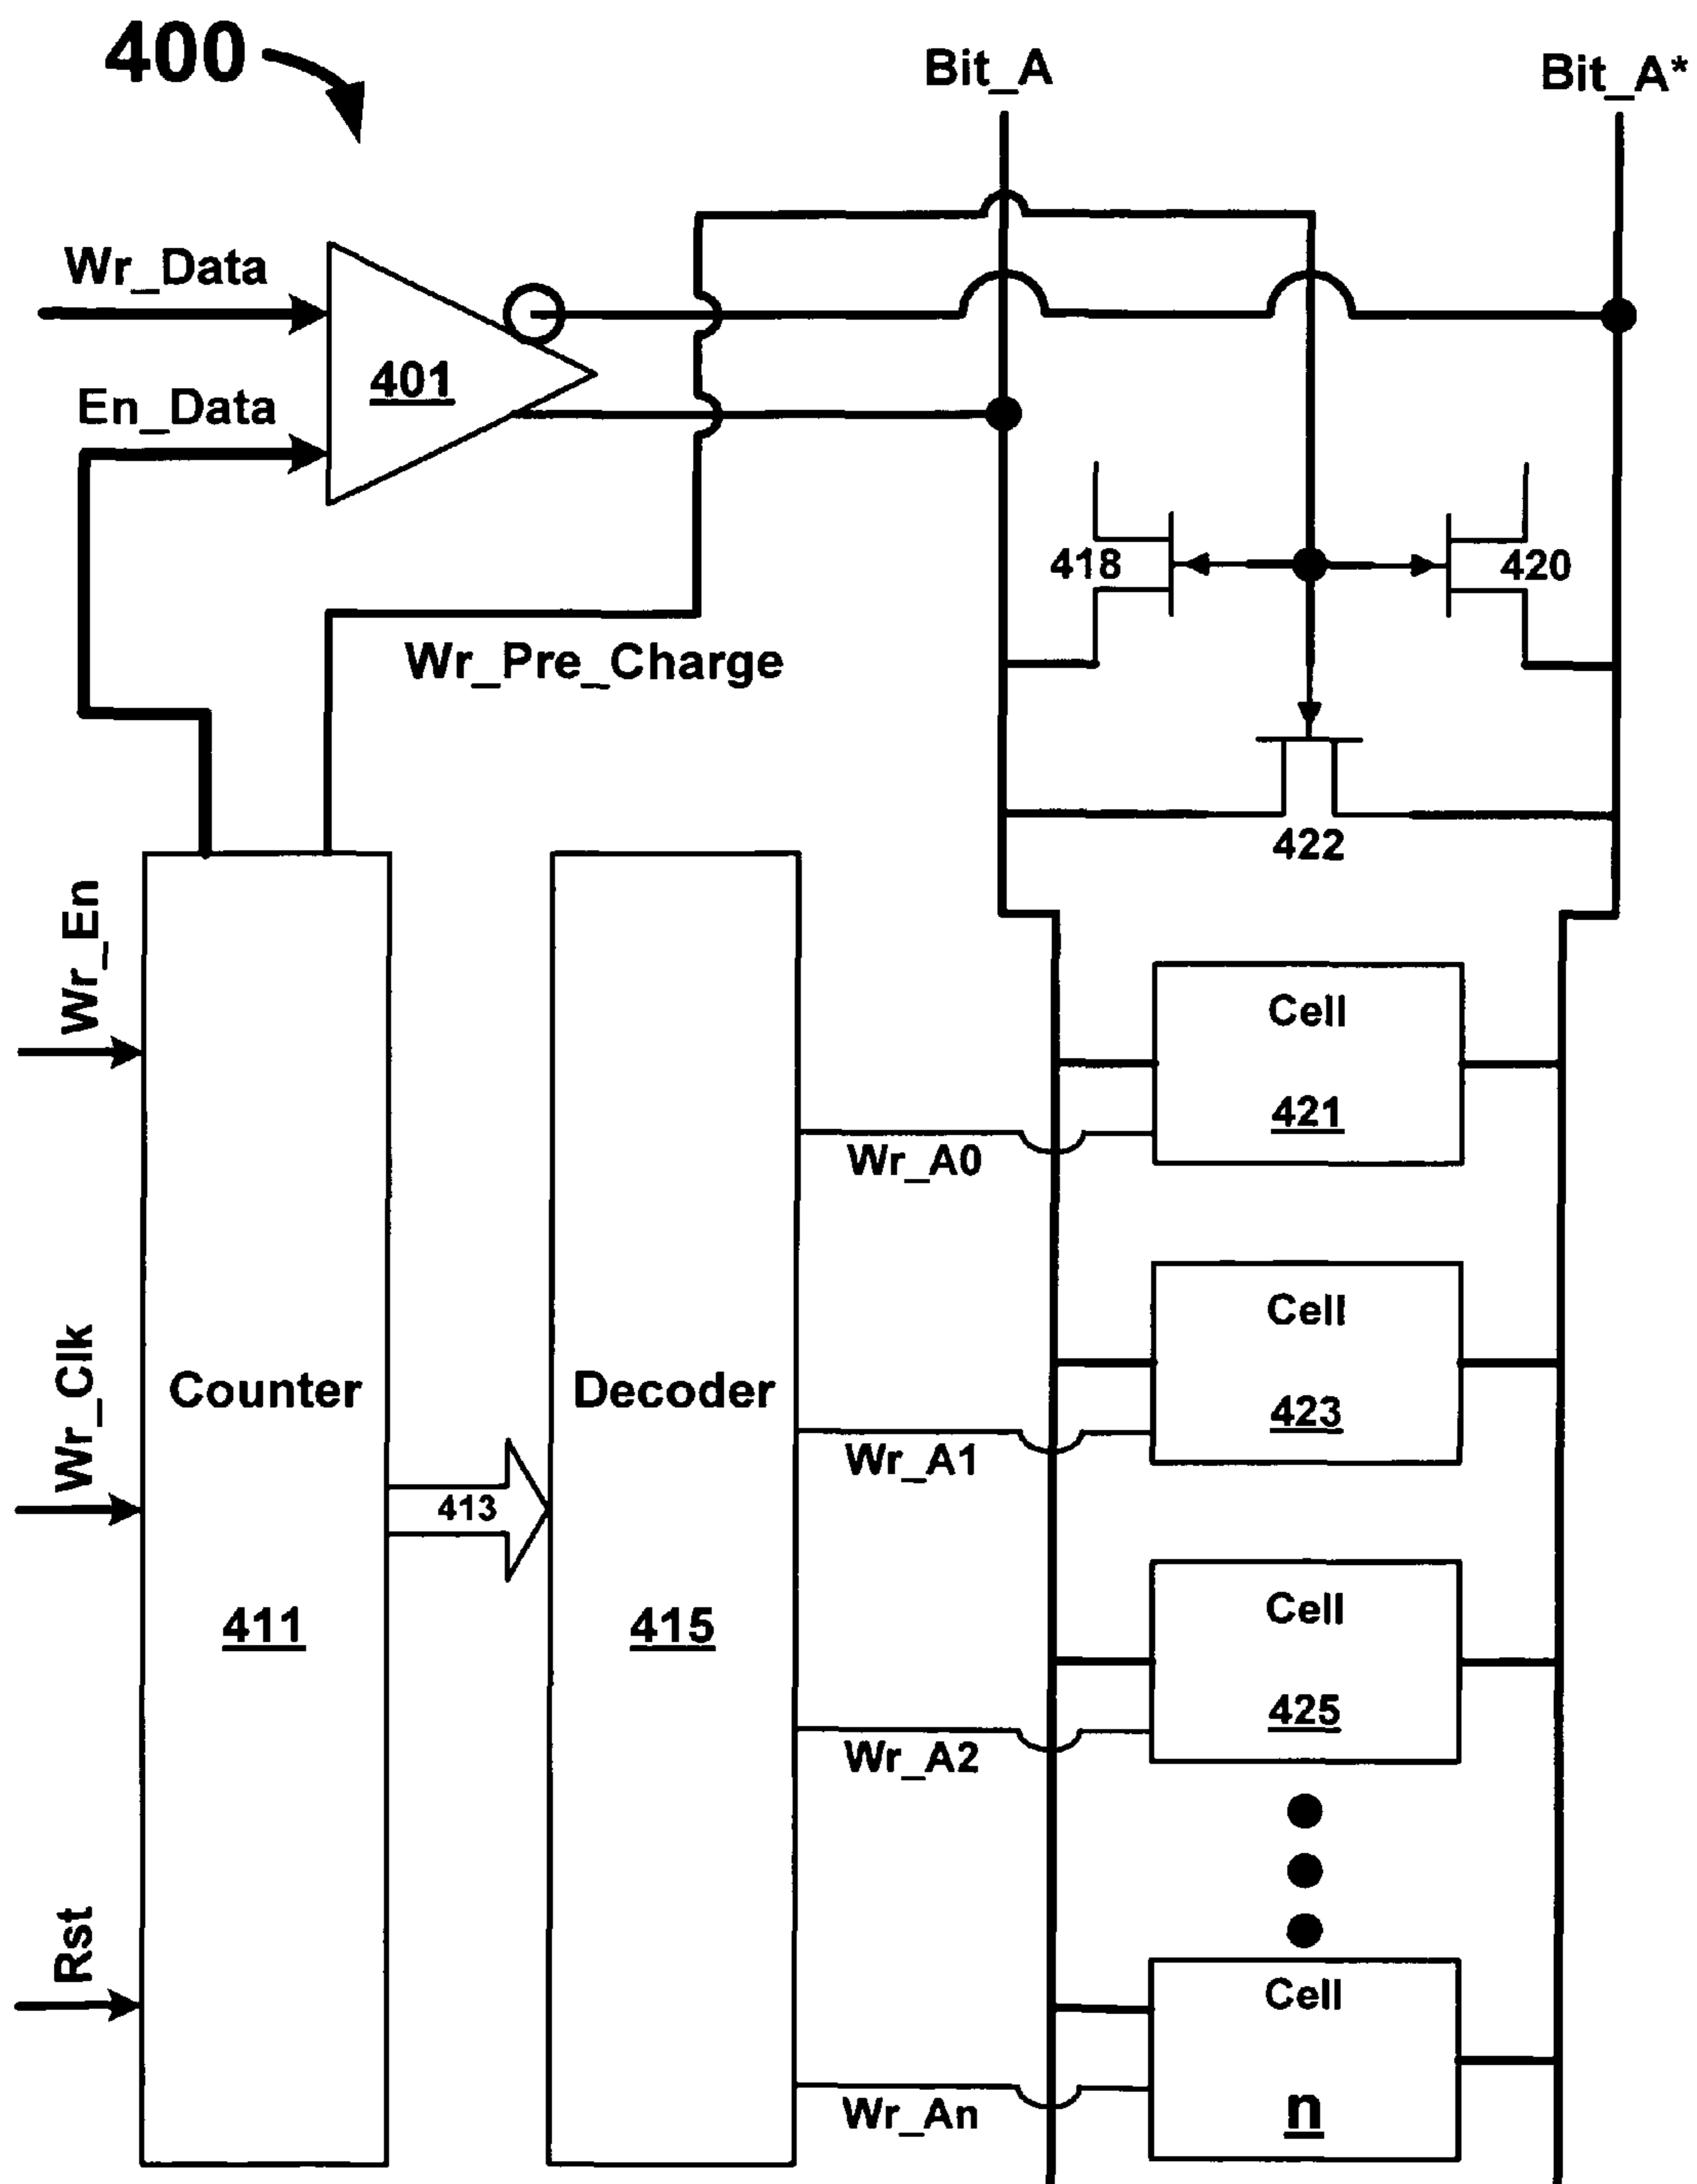 400
Bit_A
Bit_A*
Wr_Data
401
En_Data
418
420
Wr_Pre_Charge
422
Wr_En
Cell
421
Wr_A0
Cell
423
Wr_Clk
Counter
Decoder
Wr_A1
413
Cell
425
411
415
Wr_A2
Rst
Cell
n
Wr_An